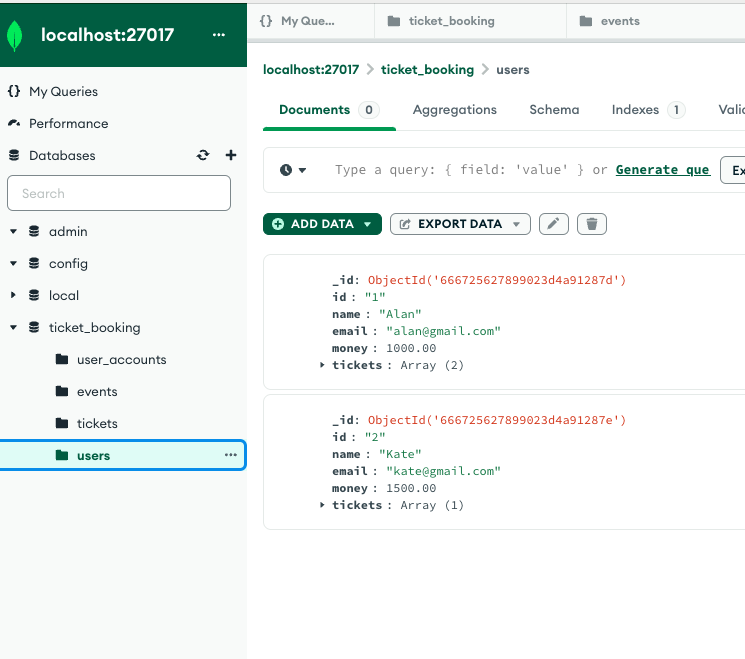 localhost:27017 ...
{} My Queries
Performance
Databases
Search
admin
config
local
ticket_booking
user_accounts
events
tickets
users ...
{} My Que...
ticket_booking
events
localhost:27017 > ticket_booking > users
Documents 0 Aggregations Schema Indexes 1 Valid
Type a query: { field: 'value' } or Generate que Ex
ADD DATA EXPORT DATA
_id: ObjectId('666725627899023d4a91287d')
id : "1"
name : "Alan"
email : "alan@gmail.com"
money : 1000.00
tickets : Array (2)
_id: ObjectId('666725627899023d4a91287e')
id : "2"
name : "Kate"
email : "kate@gmail.com"
money : 1500.00
tickets : Array (1)